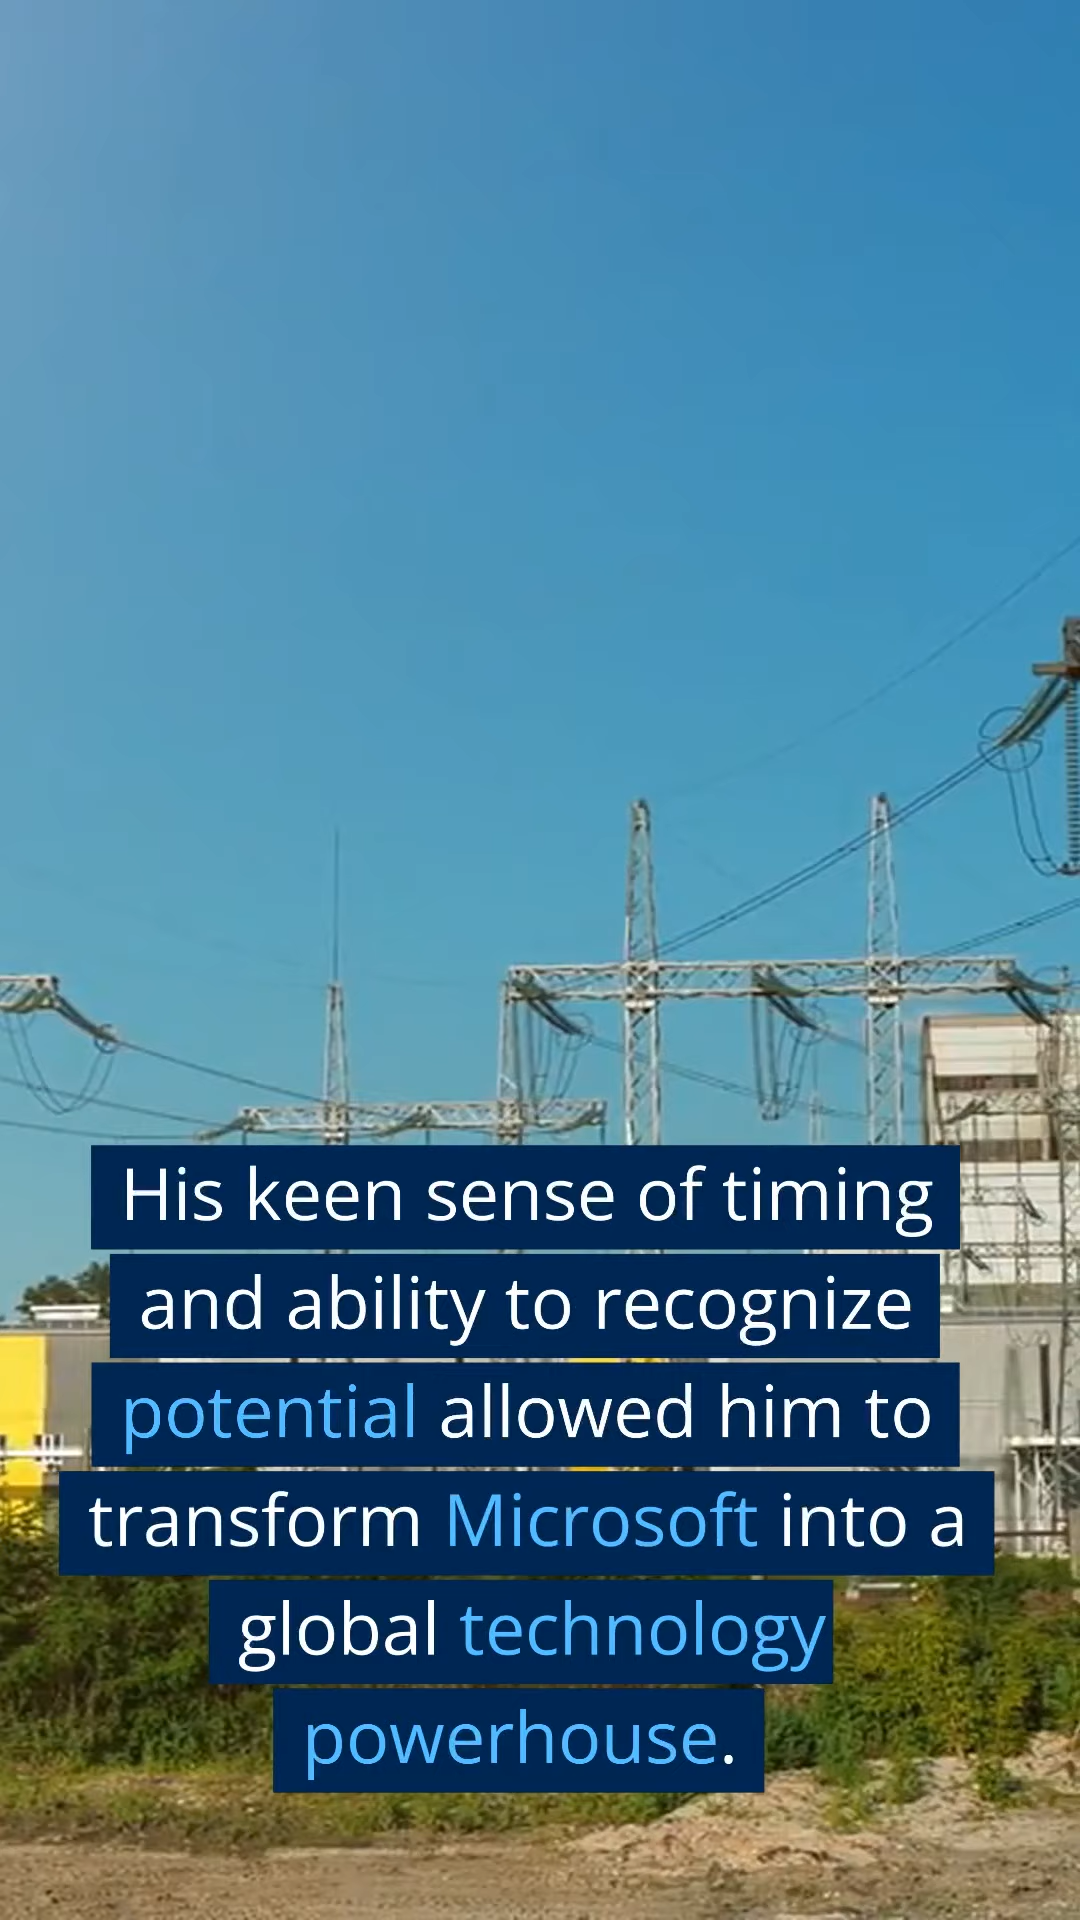 His keen sense of timing
and ability to recognize
potential allowed him to
transform Microsoft into a
global technology
powerhouse.